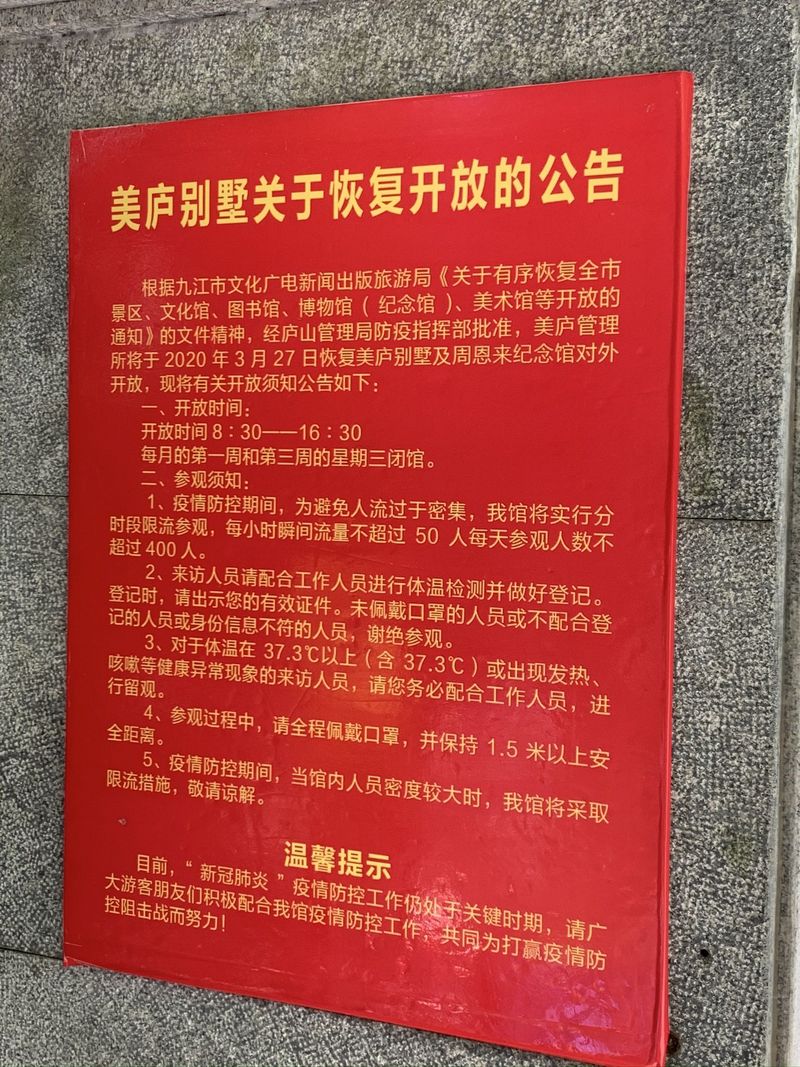 美庐别墅关于恢复开放的公告
根据九江市文化广电新闻出版旅游局《关于有序恢复全市
景区、文化馆、图书馆、博物馆（纪念馆）、美术馆等开放的
通知》的文件精神，经庐山管理局防疫指挥部批准，美庐管理
所将于2020年3月27日恢复美庐别墅及周恩来纪念馆对外
开放，现将有关开放须知公告如下：
一、开放时间：
开放时间8：30——16：30
每月的第一周和第三周的星期三闭馆。
二、参观须知：
1、疫情防控期间，为避免人流过于密集，我馆将实行分
时段限流参观，每小时瞬间流量不超过 50 人每天参观人数不
超过400人。
2、来访人员请配合工作人员进行体温检测并做好登记。
登记时，请出示您的有效证件。未佩戴口罩的人员或不配合登
记的人员或身份信息不符的人员，谢绝参观。
3、对于体温在 37.3℃以上（含 37.3℃）或出现发热、
咳嗽等健康异常现象的来访人员，请您务必配合工作人员，进
行留观。
4、参观过程中，请全程佩戴口罩，并保持 1.5 米以上安
全距离。
5、疫情防控期间，当馆内人员密度较大时，我馆将采取
限流措施，敬请谅解。
温馨提示
目前，“新冠肺炎”疫情防控工作仍处于关键时期，请广
大游客朋友们积极配合我馆疫情防控工作，共同为打赢疫情防
控阻击战而努力！